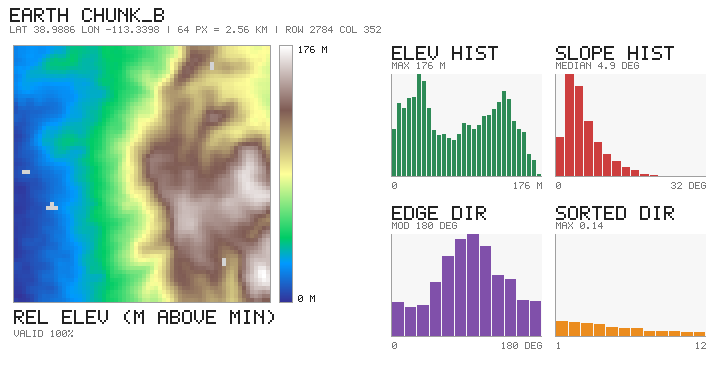 EARTH CHUNK_B
LAT 38.9886 LON -113.3398 | 64 PX = 2.56 KM | ROW 2784 COL 352
176 M
0 M
REL ELEV (M ABOVE MIN)
VALID 100%
ELEV HIST
MAX 176 M
0 176 M
SLOPE HIST
MEDIAN 4.9 DEG
0 32 DEG
EDGE DIR
MOD 180 DEG
0 180 DEG
SORTED DIR
MAX 0.14
1 12